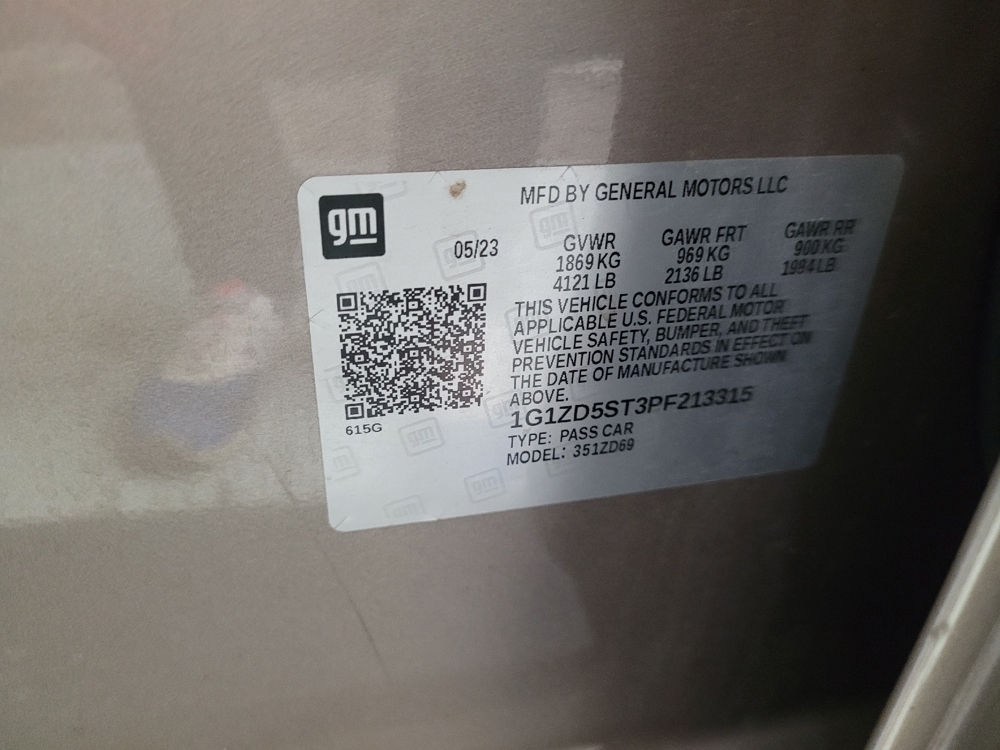 gm
MFD BY GENERAL MOTORS LLC
05/23
GVWR GAWR FRT GAWR RR
1869 KG 969 KG 900 KG
4121 LB 2136 LB 1984 LB
THIS VEHICLE CONFORMS TO ALL
APPLICABLE U.S. FEDERAL MOTOR
VEHICLE SAFETY, BUMPER, AND THEFT
PREVENTION STANDARDS IN EFFECT ON
THE DATE OF MANUFACTURE SHOWN
ABOVE.
1G1ZD5ST3PF213315
TYPE: PASS CAR
MODEL: 351ZD69
615G